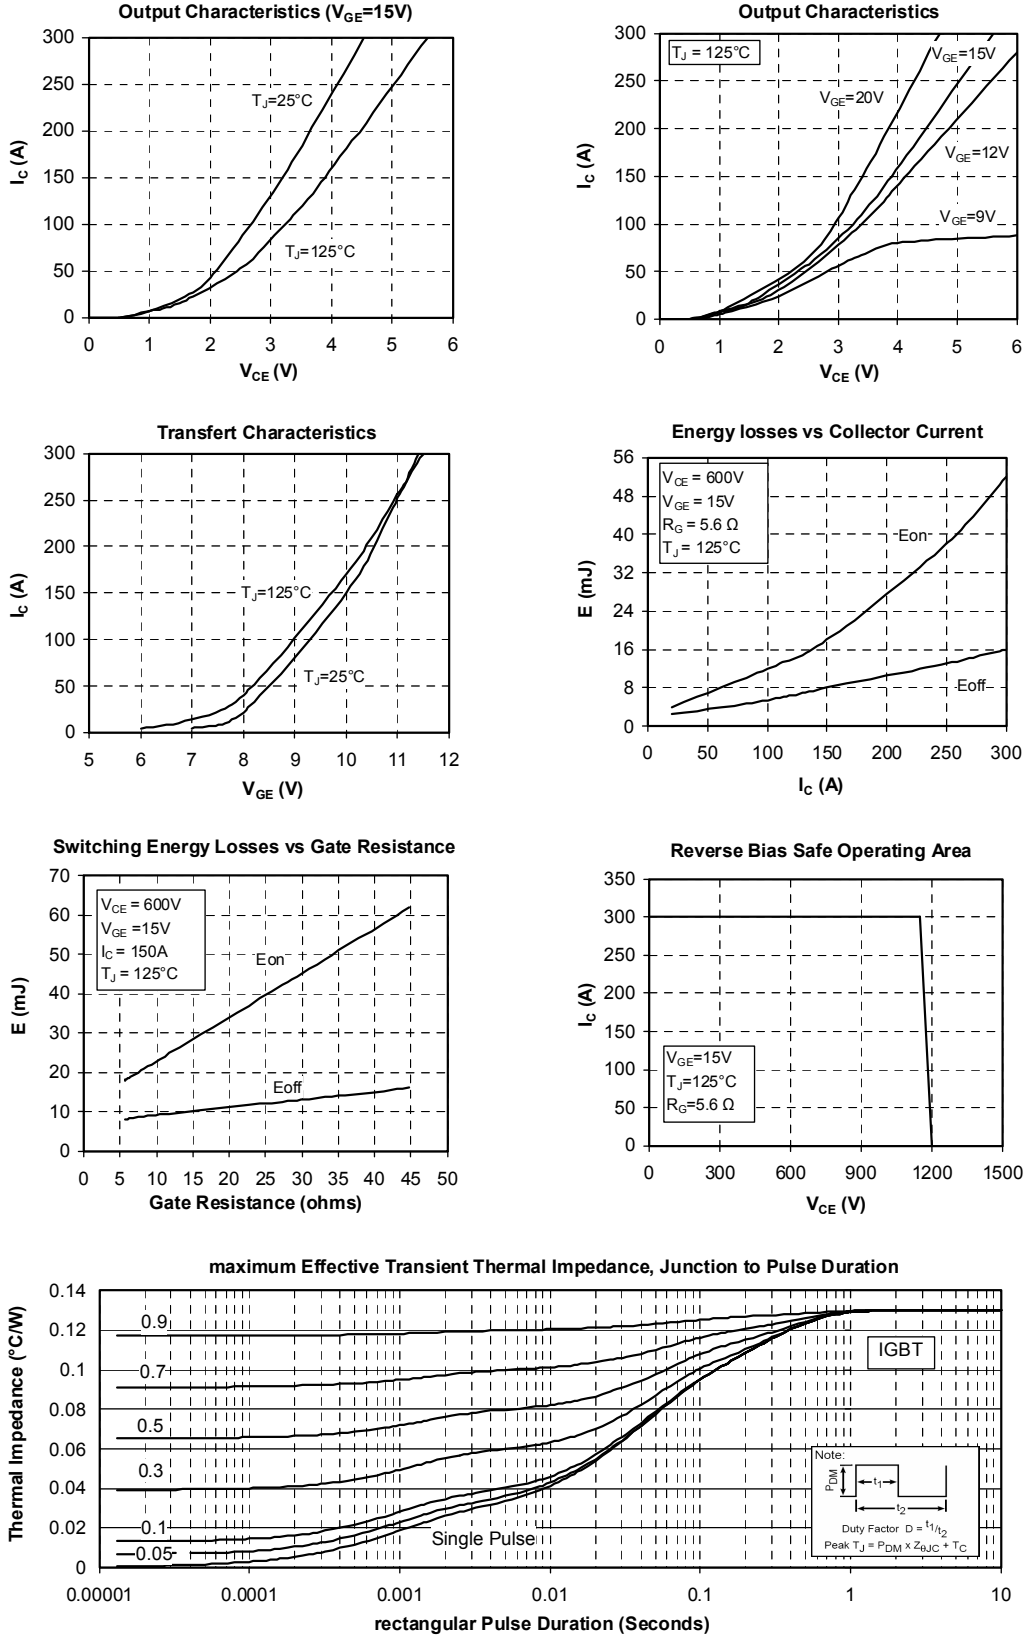 Output Characteristics (VGE=15V)
300
250
200
150
100
50
0
IC (A)
TJ=25°C
TJ=125°C
0 1 2 3 4 5 6
VCE (V)
Output Characteristics
300
250
200
150
100
50
0
IC (A)
TJ = 125°C
VGE=15V
VGE=20V
VGE=12V
VGE=9V
0 1 2 3 4 5 6
VCE (V)
Transfert Characteristics
300
250
200
150
100
50
0
IC (A)
TJ=125°C
TJ=25°C
5 6 7 8 9 10 11 12
VGE (V)
Energy losses vs Collector Current
56
48
40
32
24
16
8
0
E (mJ)
VCE = 600V
VGE = 15V
RG = 5.6 Ω
TJ = 125°C
Eon
Eoff
0 50 100 150 200 250 300
IC (A)
Switching Energy Losses vs Gate Resistance
70
60
50
40
30
20
10
0
E (mJ)
VCE = 600V
VGE =15V
IC = 150A
TJ = 125°C
Eon
Eoff
0 5 10 15 20 25 30 35 40 45 50
Gate Resistance (ohms)
Reverse Bias Safe Operating Area
350
300
250
200
150
100
50
0
IC (A)
VGE=15V
TJ=125°C
RG=5.6 Ω
0 300 600 900 1200 1500
VCE (V)
maximum Effective Transient Thermal Impedance, Junction to Pulse Duration
0.14
0.12
0.1
0.08
0.06
0.04
0.02
0
Thermal Impedance (°C/W)
0.9
0.7
0.5
0.3
0.1
0.05
Single Pulse
IGBT
Note:
PDM
t1
t2
Duty Factor D = t1/t2
Peak TJ = PDM x ZθJC + TC
0.00001 0.0001 0.001 0.01 0.1 1 10
rectangular Pulse Duration (Seconds)